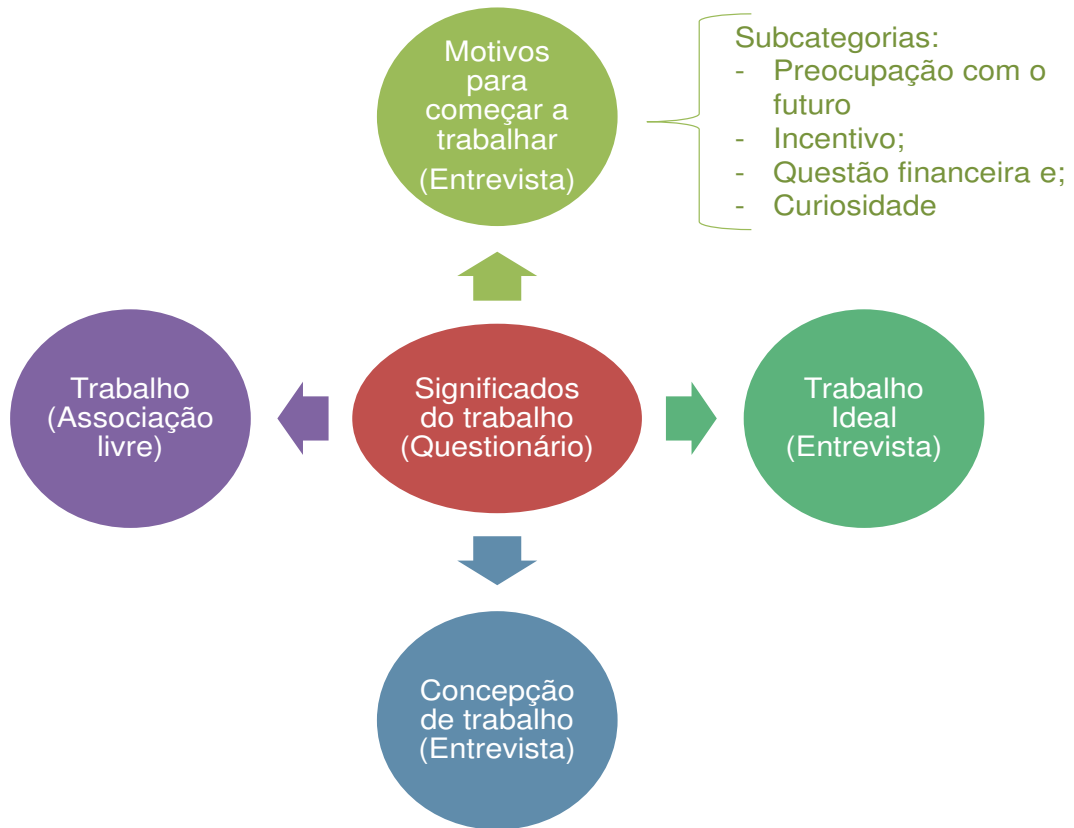 Motivos
para
começar a
trabalhar
(Entrevista)
Subcategorias:
- Preocupação com o
futuro
- Incentivo;
- Questão financeira e;
- Curiosidade
Trabalho
(Associação
livre)
Significados
do trabalho
(Questionário)
Trabalho
Ideal
(Entrevista)
Concepção
de trabalho
(Entrevista)